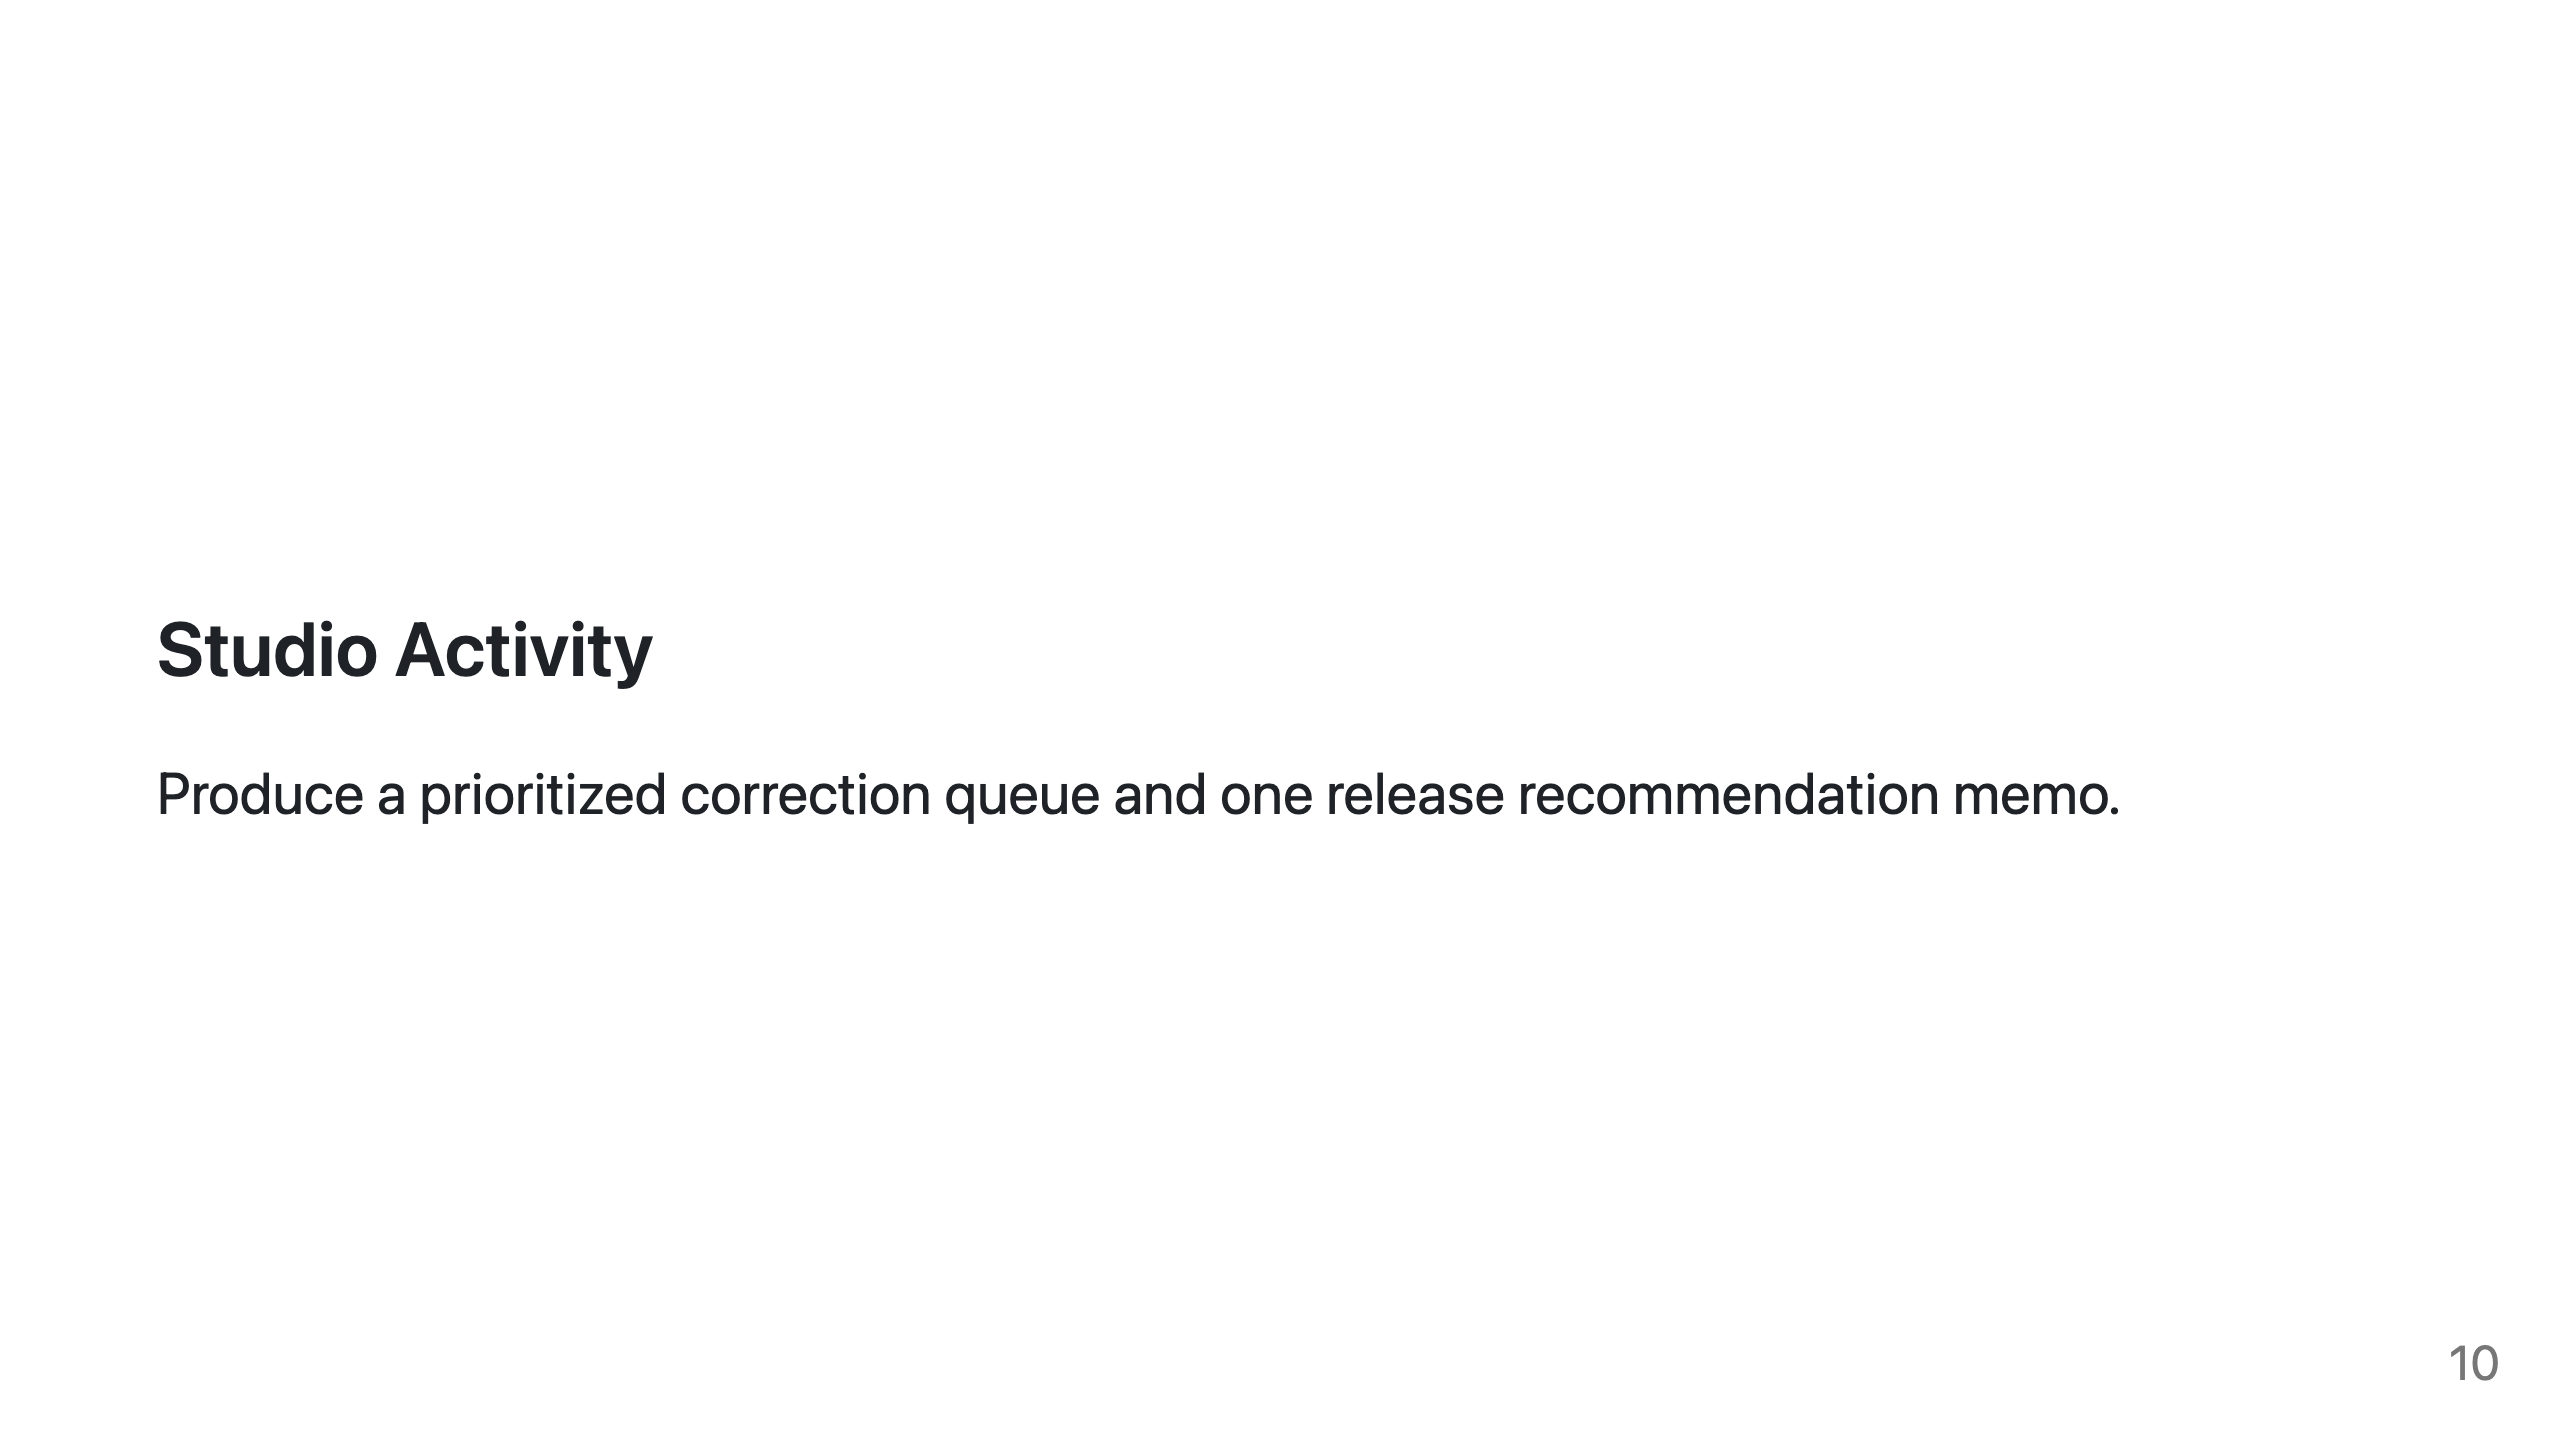 Studio Activity
Produce a prioritized correction queue and one release recommendation memo.
10